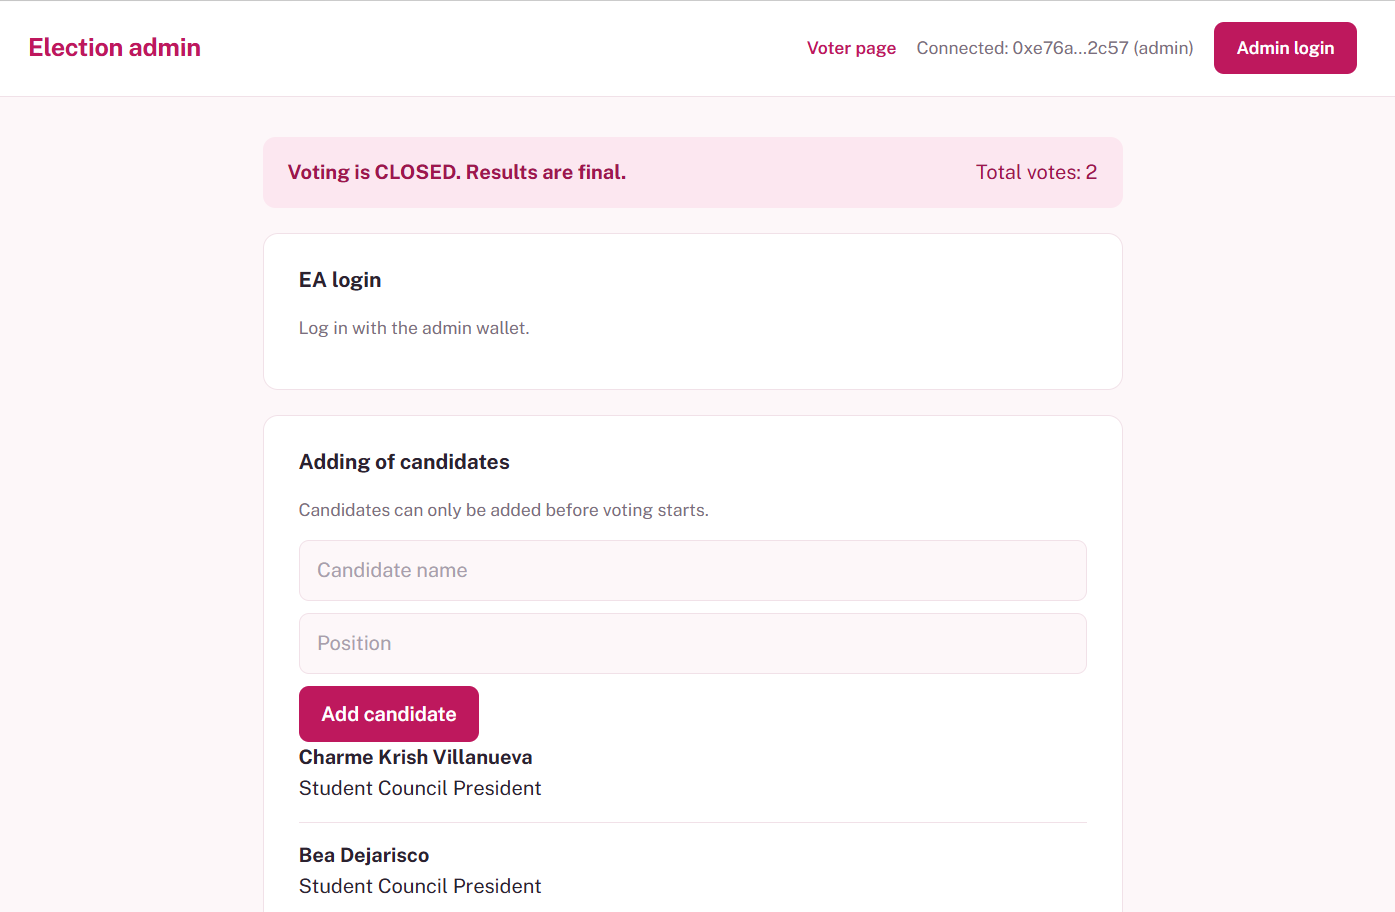 Election admin
Voter page
Connected: 0xe76a...2c57 (admin)
Admin login
Voting is CLOSED. Results are final.
Total votes: 2
EA login
Log in with the admin wallet.
Adding of candidates
Candidates can only be added before voting starts.
Candidate name
Position
Add candidate
Charme Krish Villanueva
Student Council President
Bea Dejarisco
Student Council President